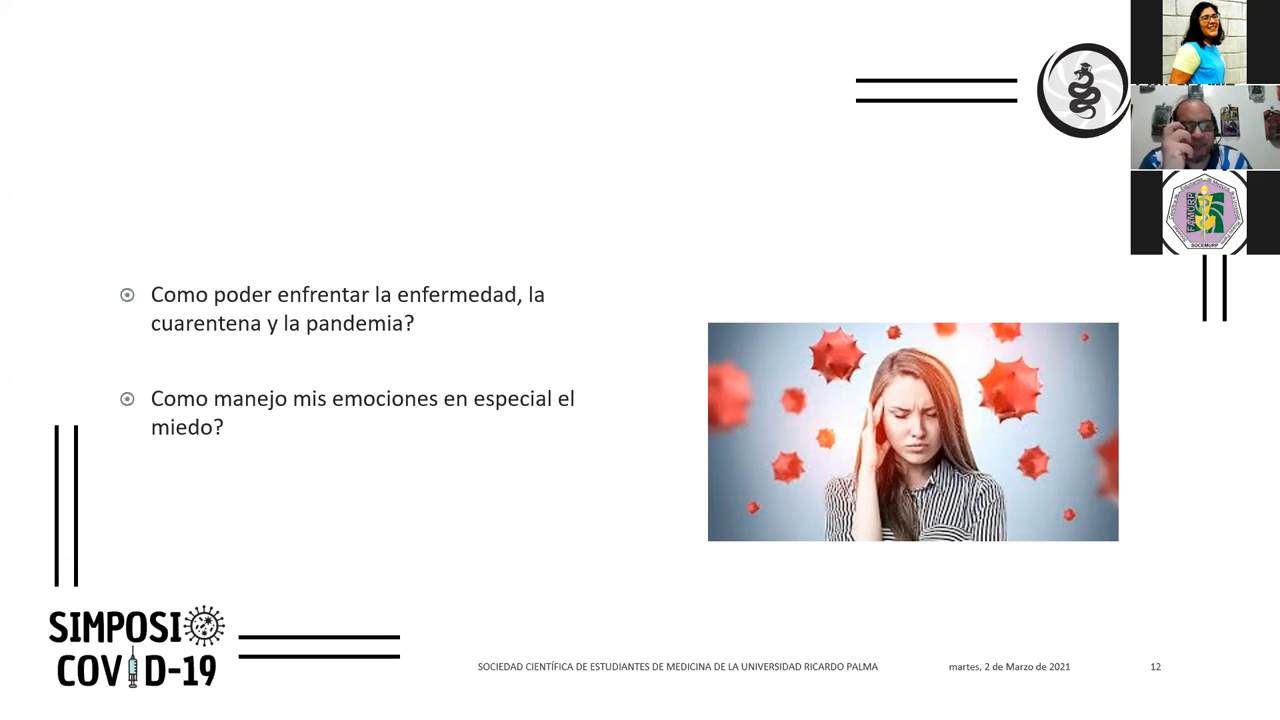 Como poder enfrentar la enfermedad, la
cuarentena y la pandemia?
Como manejo mis emociones en especial el
miedo?
FAMURP
SOCEMURP
SIMPOSIO
COVID-19
SOCIEDAD CIENTÍFICA DE ESTUDIANTES DE MEDICINA DE LA UNIVERSIDAD RICARDO PALMA
martes, 2 de Marzo de 2021
12